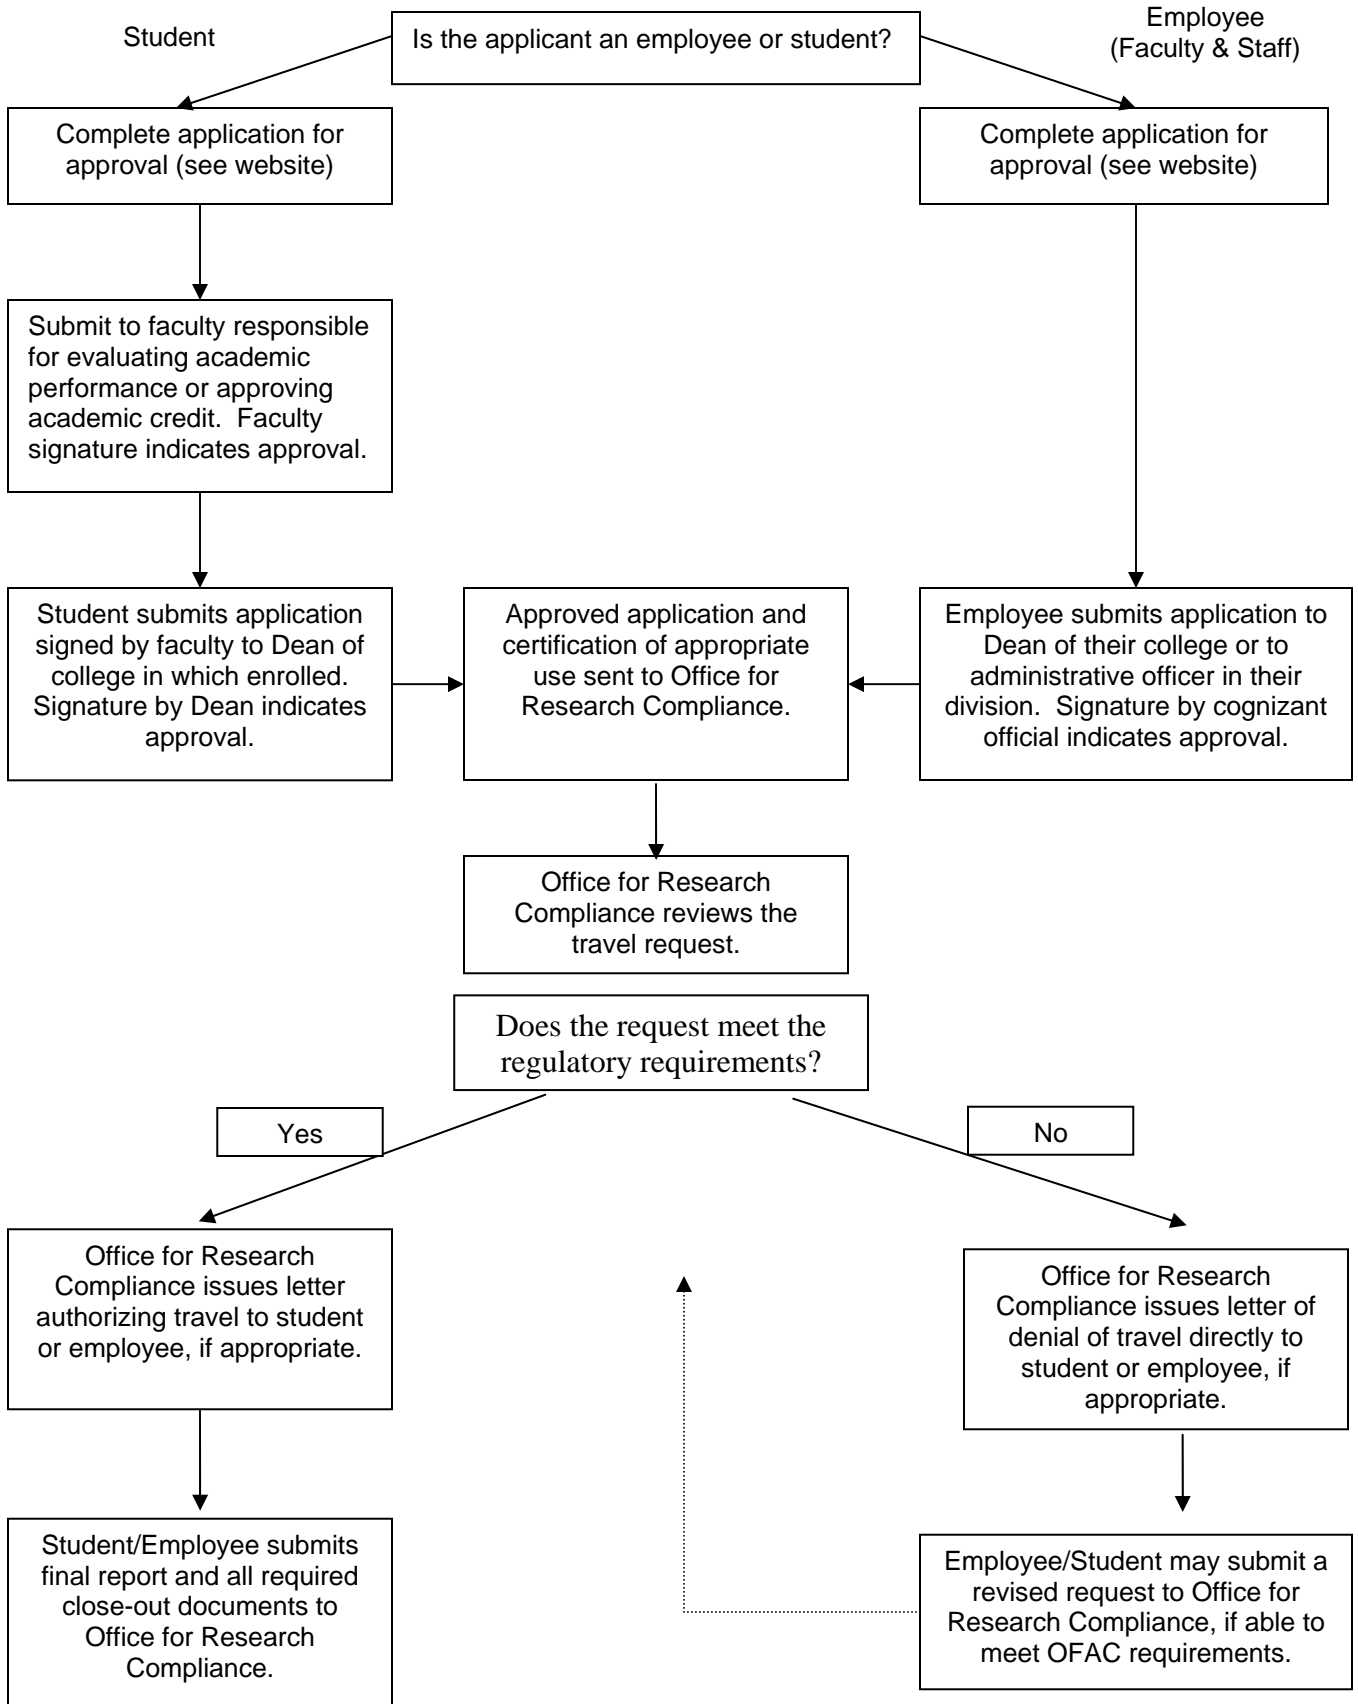 Student
Is the applicant an employee or student?
Employee
(Faculty & Staff)
Complete application for
approval (see website)
Complete application for
approval (see website)
Submit to faculty responsible
for evaluating academic
performance or approving
academic credit.  Faculty
signature indicates approval.
Student submits application
signed by faculty to Dean of
college in which enrolled.
Signature by Dean indicates
approval.
Approved application and
certification of appropriate
use sent to Office for
Research Compliance.
Employee submits application to
Dean of their college or to
administrative officer in their
division.  Signature by cognizant
official indicates approval.
Office for Research
Compliance reviews the
travel request.
Does the request meet the
regulatory requirements?
Yes
No
Office for Research
Compliance issues letter
authorizing travel to student
or employee, if appropriate.
Office for Research
Compliance issues letter of
denial of travel directly to
student or employee, if
appropriate.
Student/Employee submits
final report and all required
close-out documents to
Office for Research
Compliance.
Employee/Student may submit a
revised request to Office for
Research Compliance, if able to
meet OFAC requirements.